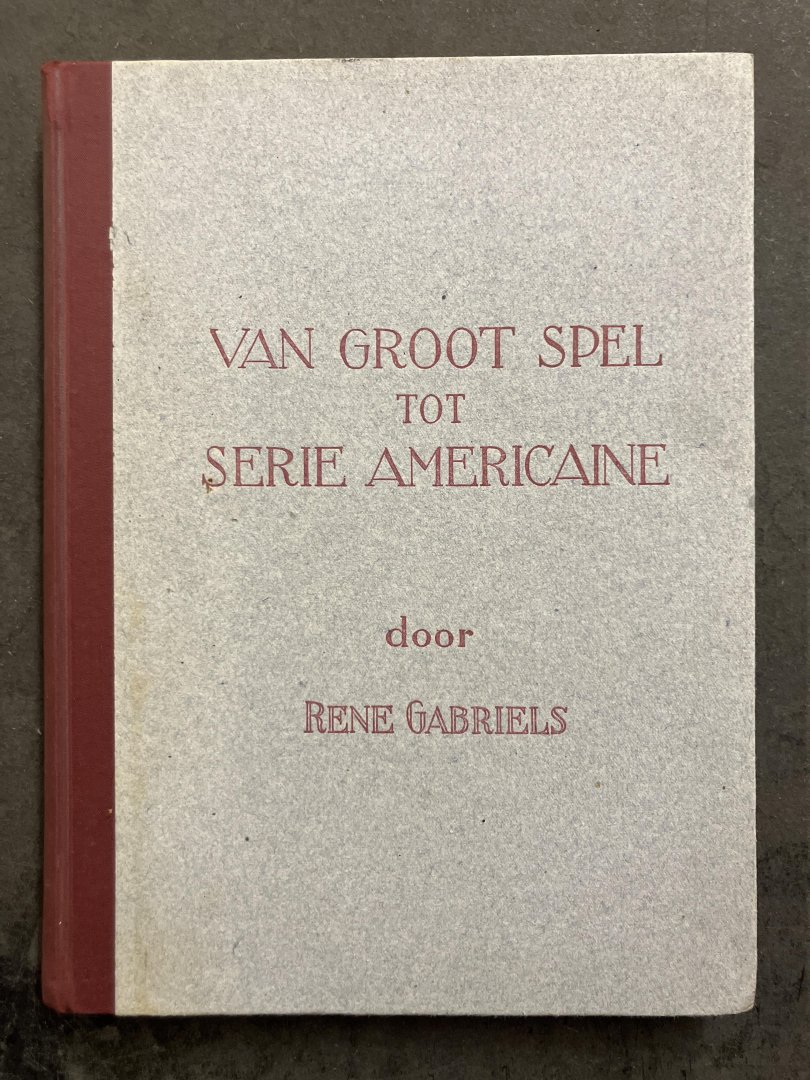 VAN GROOT SPEL
TOT
SERIE AMERICAINE
door
RENE GABRIELS